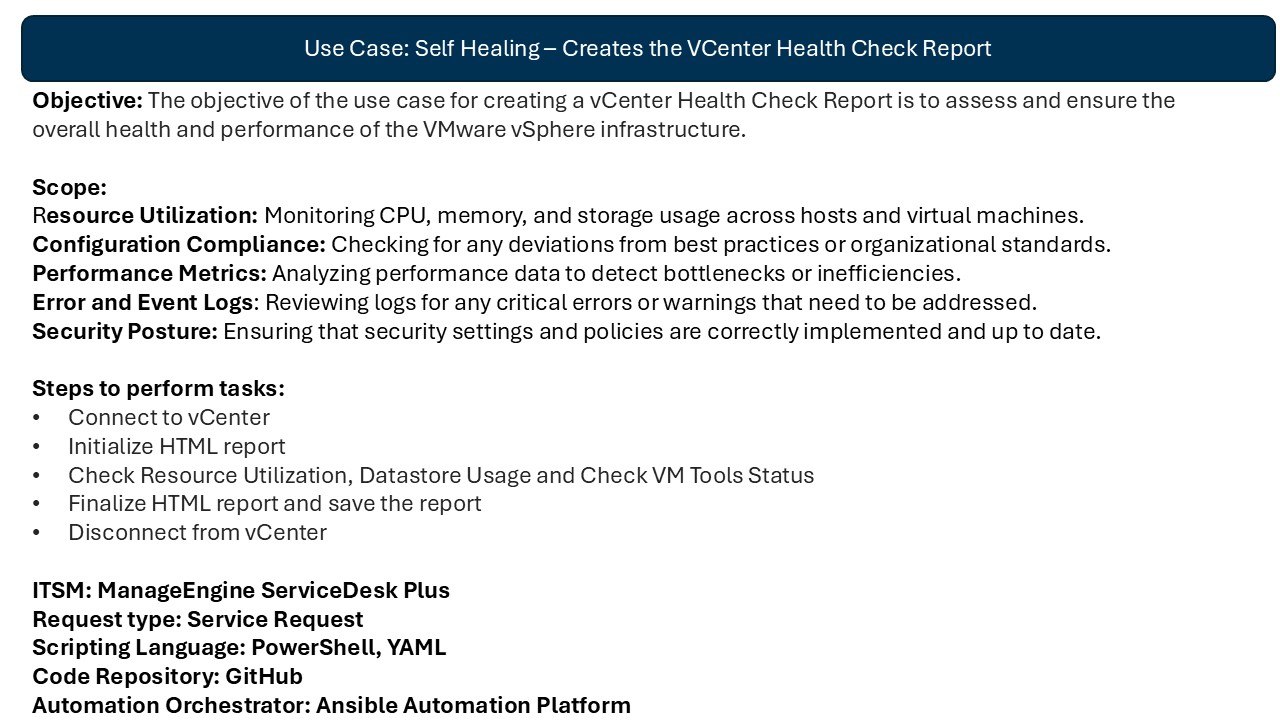 Use Case: Self Healing – Creates the VCenter Health Check Report
Objective: The objective of the use case for creating a vCenter Health Check Report is to assess and ensure the
overall health and performance of the VMware vSphere infrastructure.
Scope:
Resource Utilization: Monitoring CPU, memory, and storage usage across hosts and virtual machines.
Configuration Compliance: Checking for any deviations from best practices or organizational standards.
Performance Metrics: Analyzing performance data to detect bottlenecks or inefficiencies.
Error and Event Logs: Reviewing logs for any critical errors or warnings that need to be addressed.
Security Posture: Ensuring that security settings and policies are correctly implemented and up to date.
Steps to perform tasks:
• Connect to vCenter
• Initialize HTML report
• Check Resource Utilization, Datastore Usage and Check VM Tools Status
• Finalize HTML report and save the report
• Disconnect from vCenter
ITSM: ManageEngine ServiceDesk Plus
Request type: Service Request
Scripting Language: PowerShell, YAML
Code Repository: GitHub
Automation Orchestrator: Ansible Automation Platform